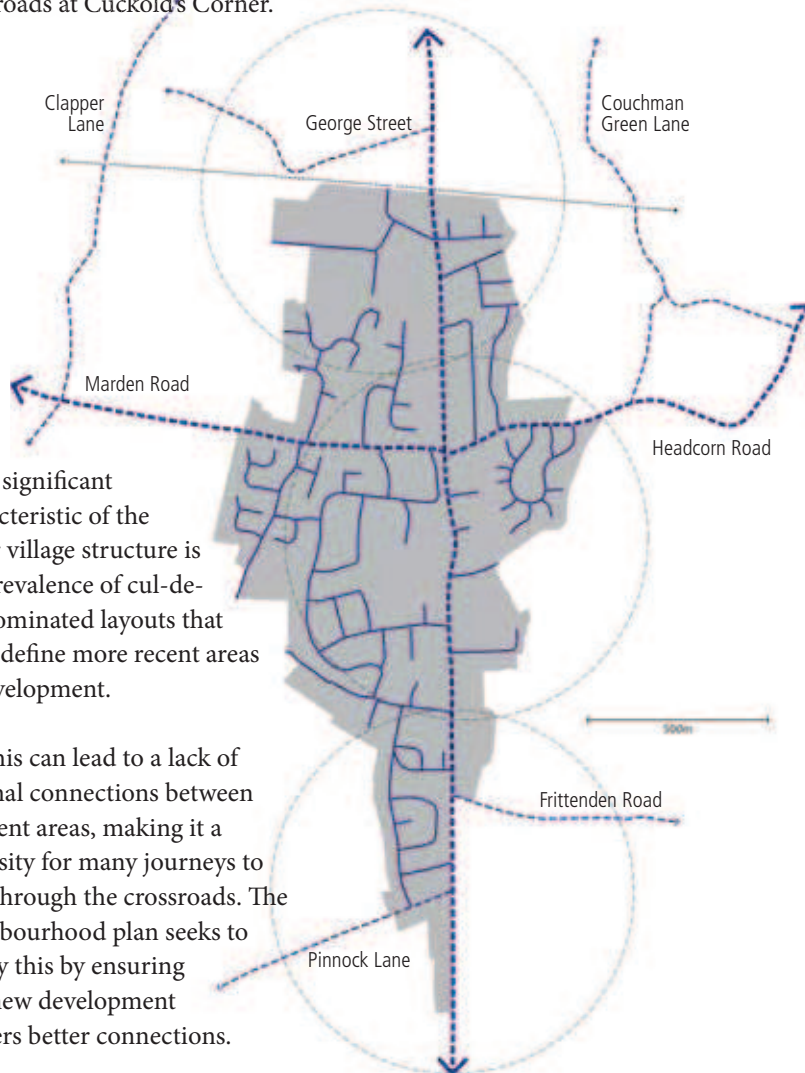 roads at Cuckold's Corner.
Clapper
Lane
George Street
Couchman
Green Lane
Marden Road
Headcorn Road
significant
cteristic of the
village structure is
revalence of cul-de-
ominated layouts that
define more recent areas
velopment.
500m
his can lead to a lack of
nal connections between
ent areas, making it a
sity for many journeys to
hrough the crossroads. The
bourhood plan seeks to
y this by ensuring
new development
ers better connections.
Frittenden Road
Pinnock Lane